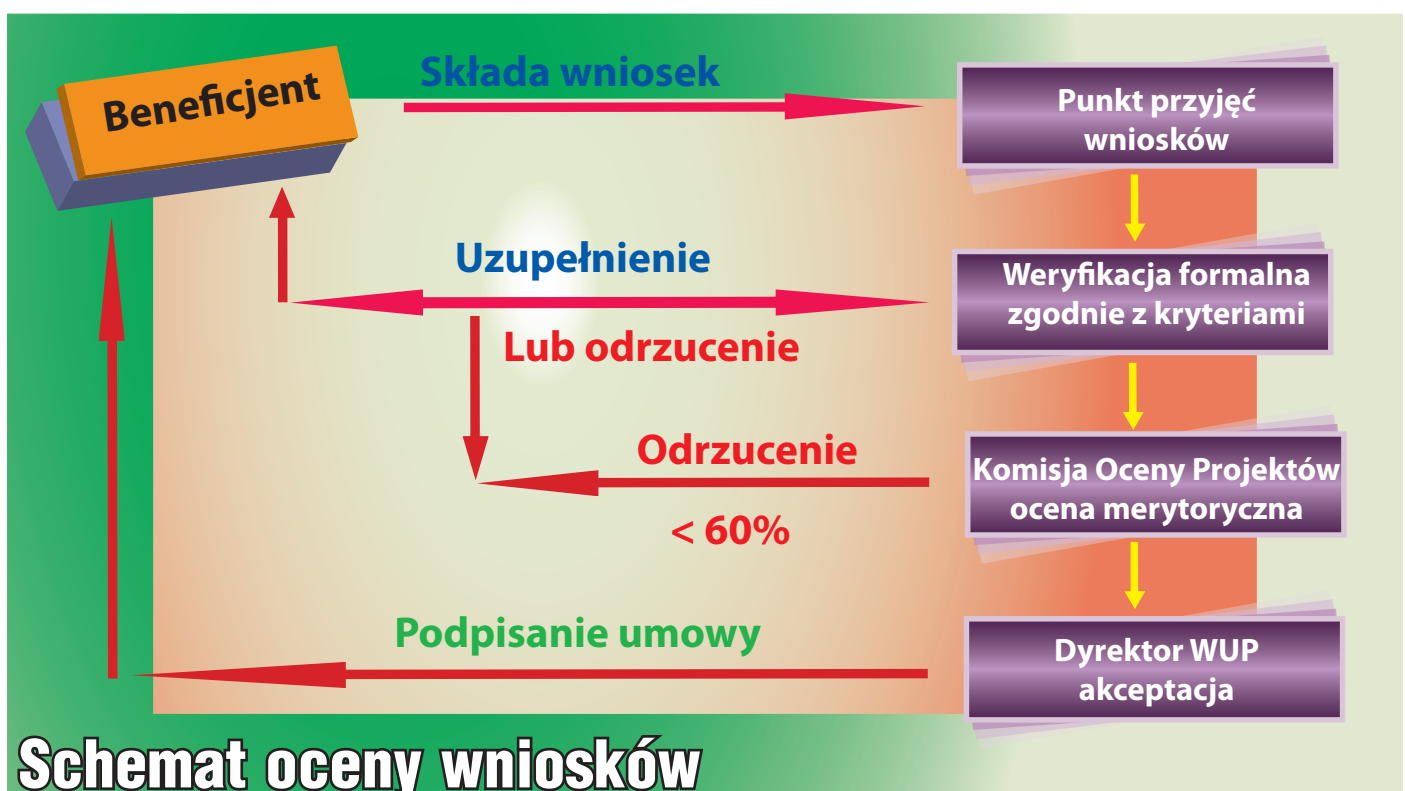 Beneficjent
Składa wniosek
Punkt przyjęć
wniosków
Uzupełnienie
Lub odrzucenie
Weryfikacja formalna
zgodnie z kryteriami
Odrzucenie
< 60%
Komisja Oceny Projektów
ocena merytoryczna
Podpisanie umowy
Dyrektor WUP
akceptacja
Schemat oceny wniosków